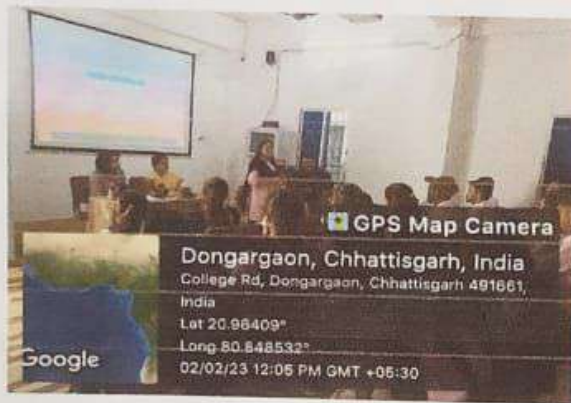 GPS Map Camera
Dongargaon, Chhattisgarh, India
College Rd, Dongargaon, Chhattisgarh 491661,
India
Lat 20.98409°
Long 80.848532°
02/02/23 12:05 PM GMT +05:30
Google